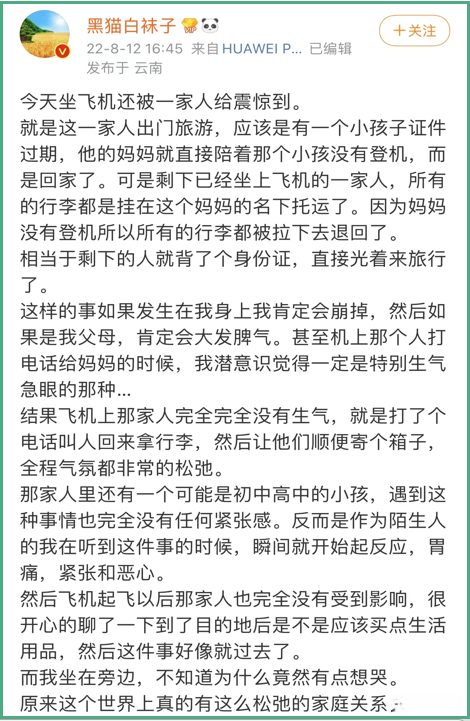 黑猫白袜子
＋关注
22-8-12 16:45 来自 HUAWEI P... 已编辑
发布于 云南
今天坐飞机还被一家人给震惊到。
就是这一家人出门旅游，应该是有一个小孩子证件
过期，他的妈妈就直接陪着那个小孩没有登机，而
是回家了。可是剩下已经坐上飞机的一家人，所有
的行李都是挂在这个妈妈的名下托运了。因为妈妈
没有登机所以所有的行李都被拉下去退回了。
相当于剩下的人就背了个身份证，直接光着来旅行
了。
这样的事如果发生在我身上我肯定会崩掉，然后如
果是我父母，肯定会大发脾气。甚至机上那个人打
电话给妈妈的时候，我潜意识觉得一定是特别生气
急眼的那种...
结果飞机上那家人完全完全没有生气，就是打了个
电话叫人回来拿行李，然后让他们顺便寄个箱子，
全程气氛都非常的松弛。
那家人里还有一个可能是初中高中的小孩，遇到这
种事情也完全没有任何紧张感。反而是作为陌生人
的我在听到这件事的时候，瞬间就开始起反应，胃
痛，紧张和恶心。
然后飞机起飞以后那家人也完全没有受到影响，很
开心的聊了一下到了目的地后是不是应该买点生活
用品，然后这件事好像就过去了。
而我坐在旁边，不知道为什么竟然有点想哭。
原来这个世界上真的有这么松弛的家庭关系